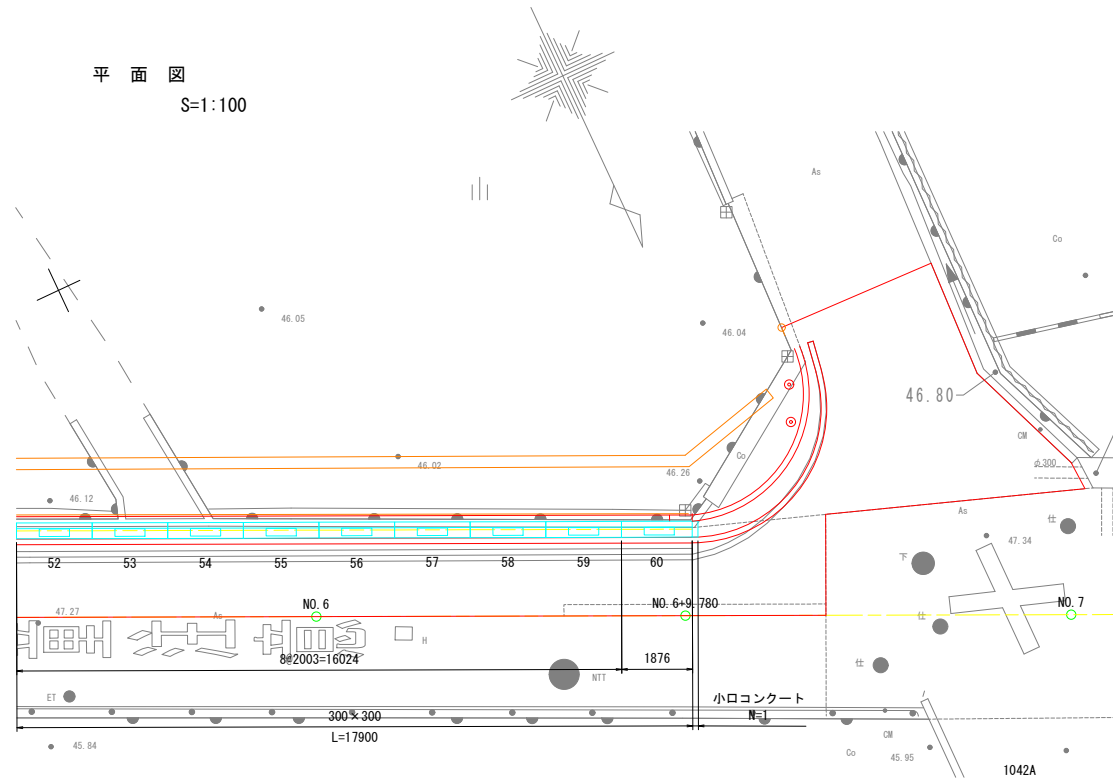 平 面 図
S=1:100
As
Co
46.05
46.04
46.80
CM
46.02
46.26
Co
φ300
46.12
As
仕
47.34
下
52 53 54 55 56 57 58 59 60
NO.6
NO.6+9.780
NO.7
47.27
As
仕
H
8@2003=16024
1876
仕
NTT
ET
小口コンクート
300×300
N=1
L=17900
CM
45.84
Co
45.95
1042A